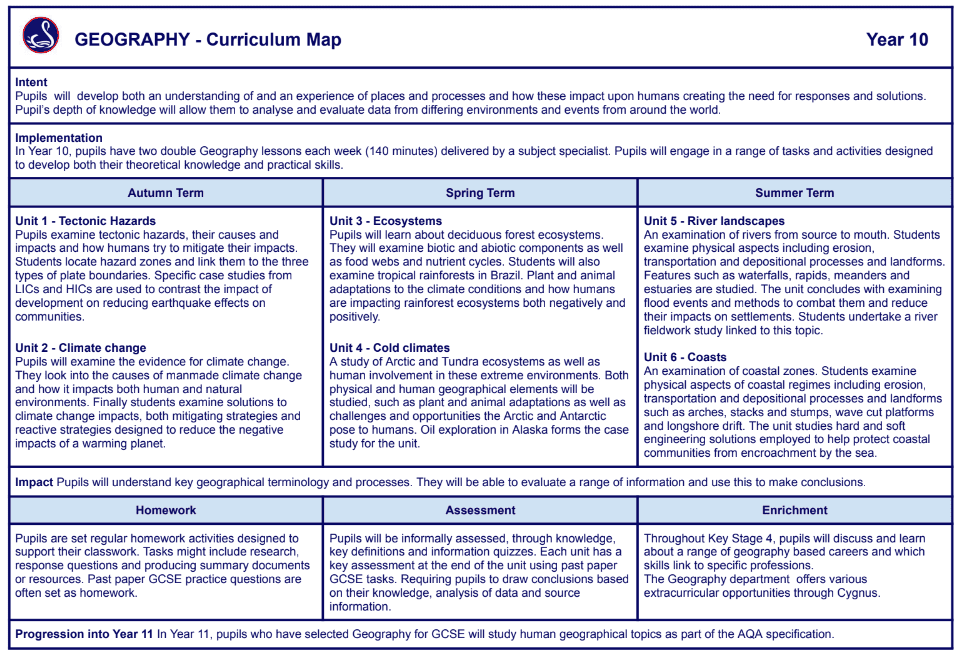 GEOGRAPHY - Curriculum Map
Year 10
Intent
Pupils will develop both an understanding of and an experience of places and processes and how these impact upon humans creating the need for responses and solutions.
Pupil's depth of knowledge will allow them to analyse and evaluate data from differing environments and events from around the world.
Implementation
In Year 10, pupils have two double Geography lessons each week (140 minutes) delivered by a subject specialist. Pupils will engage in a range of tasks and activities designed
to develop both their theoretical knowledge and practical skills.
Autumn Term
Unit 1 - Tectonic Hazards
Pupils examine tectonic hazards, their causes and
impacts and how humans try to mitigate their impacts.
Students locate hazard zones and link them to the three
types of plate boundaries. Specific case studies from
LICs and HICs are used to contrast the impact of
development on reducing earthquake effects on
communities.
Unit 2 - Climate change
Pupils will examine the evidence for climate change.
They look into the causes of manmade climate change
and how it impacts both human and natural
environments. Finally students examine solutions to
climate change impacts, both mitigating strategies and
reactive strategies designed to reduce the negative
impacts of a warming planet.
Spring Term
Unit 3 - Ecosystems
Pupils will learn about deciduous forest ecosystems.
They will examine biotic and abiotic components as well
as food webs and nutrient cycles. Students will also
examine tropical rainforests in Brazil. Plant and animal
adaptations to the climate conditions and how humans
are impacting rainforest ecosystems both negatively and
positively.
Unit 4 - Cold climates
A study of Arctic and Tundra ecosystems as well as
human involvement in these extreme environments. Both
physical and human geographical elements will be
studied, such as plant and animal adaptations as well as
challenges and opportunities the Arctic and Antarctic
pose to humans. Oil exploration in Alaska forms the case
study for the unit.
Summer Term
Unit 5 - River landscapes
An examination of rivers from source to mouth. Students
examine physical aspects including erosion,
transportation and depositional processes and landforms.
Features such as waterfalls, rapids, meanders and
estuaries are studied. The unit concludes with examining
flood events and methods to combat them and reduce
their impacts on settlements. Students undertake a river
fieldwork study linked to this topic.
Unit 6 - Coasts
An examination of coastal zones. Students examine
physical aspects of coastal regimes including erosion,
transportation and depositional processes and landforms
such as arches, stacks and stumps, wave cut platforms
and longshore drift. The unit studies hard and soft
engineering solutions employed to help protect coastal
communities from encroachment by the sea.
Impact Pupils will understand key geographical terminology and processes. They will be able to evaluate a range of information and use this to make conclusions.
Homework
Pupils are set regular homework activities designed to
support their classwork. Tasks might include research,
response questions and producing summary documents
or resources. Past paper GCSE practice questions are
often set as homework.
Assessment
Pupils will be informally assessed, through knowledge,
key definitions and information quizzes. Each unit has a
key assessment at the end of the unit using past paper
GCSE tasks. Requiring pupils to draw conclusions based
on their knowledge, analysis of data and source
information.
Enrichment
Throughout Key Stage 4, pupils will discuss and learn
about a range of geography based careers and which
skills link to specific professions.
The Geography department offers various
extracurricular opportunities through Cygnus.
Progression into Year 11 In Year 11, pupils who have selected Geography for GCSE will study human geographical topics as part of the AQA specification.